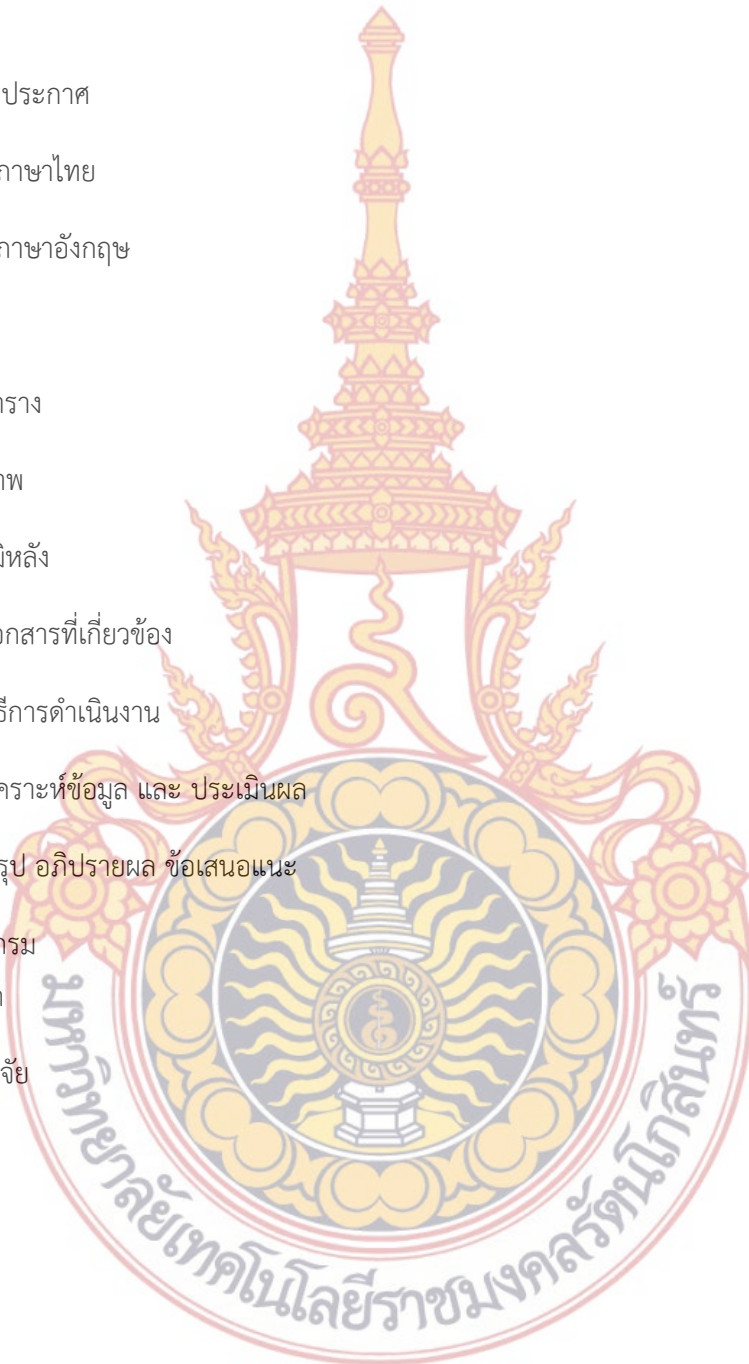 ประกาศ
ภาษาไทย
ภาษาอังกฤษ
ตาราง
าพ
มิหลัง
อกสารที่เกี่ยวข้อง
ธีการดำเนินงาน
คราะห์ข้อมูล และ ประเมินผล
รุป อภิปรายผล ข้อเสนอแนะ
กรม
จัย
มหาวิทยาลัยเทคโนโลยีราชมงคลรัตนโกสินทร์